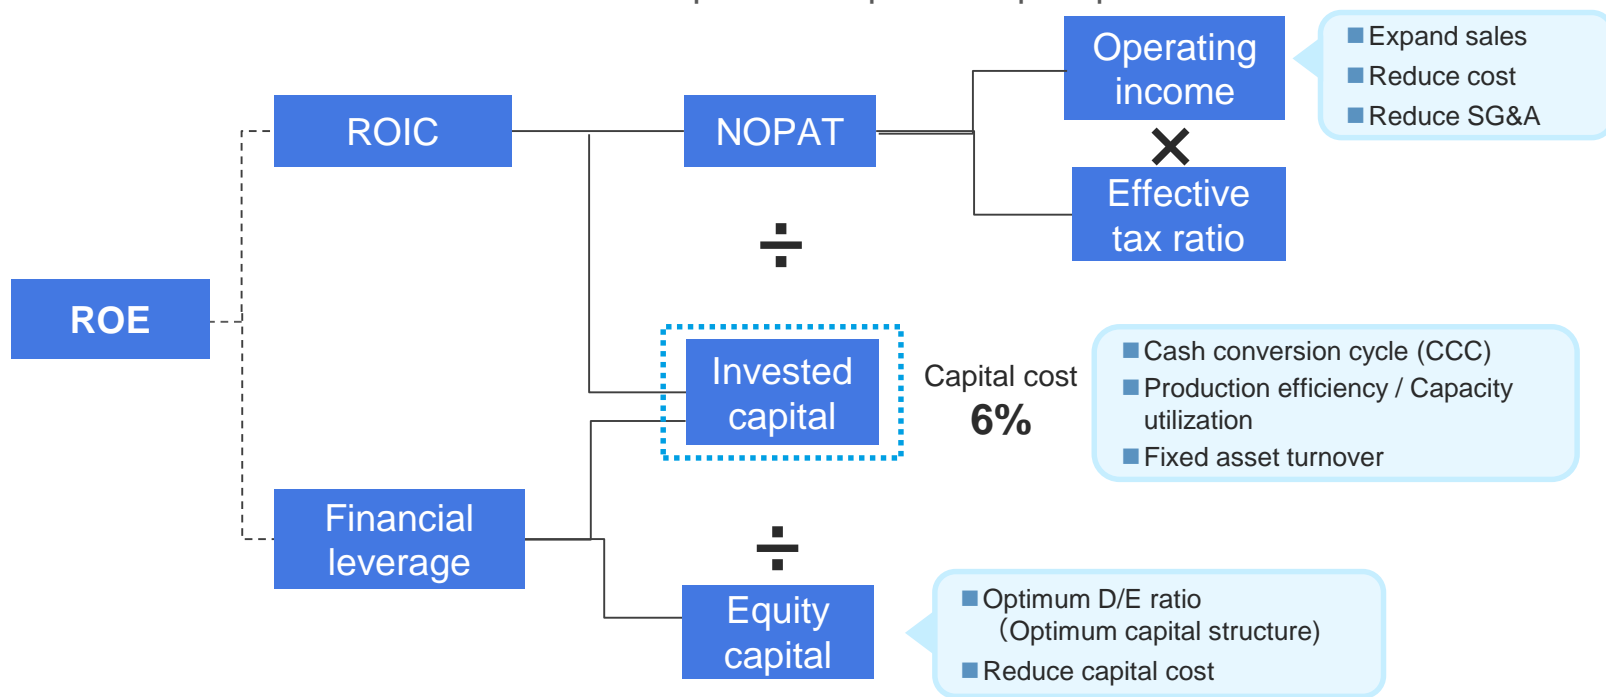 Operating
income
■ Expand sales
■ Reduce cost
■ Reduce SG&A
ROIC
NOPAT
×
Effective
tax ratio
÷
ROE
Invested
capital
Capital cost
6%
■ Cash conversion cycle (CCC)
■ Production efficiency / Capacity
utilization
■ Fixed asset turnover
Financial
leverage
÷
Equity
capital
■ Optimum D/E ratio
（Optimum capital structure)
■ Reduce capital cost